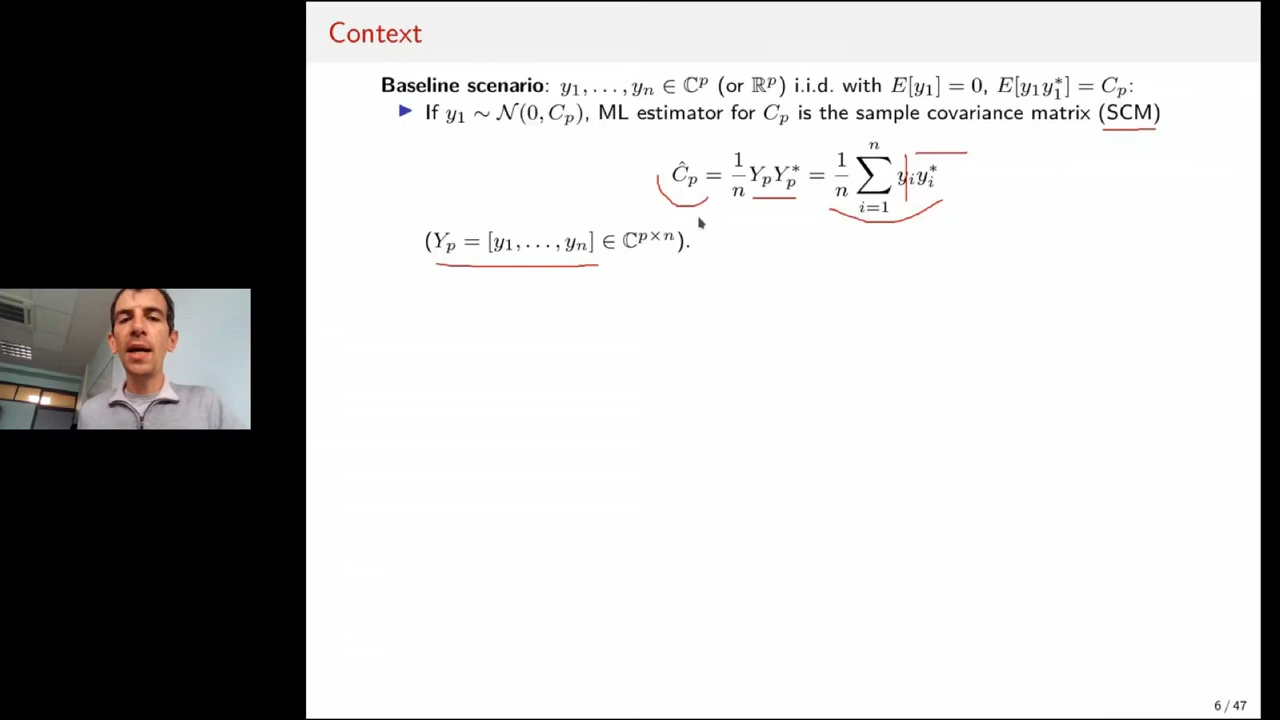 Context
Baseline scenario: y₁, . . . , yₙ ∈ ℂᵖ (or ℝᵖ) i.i.d. with E[y₁] = 0, E[y₁y₁*] = Cₚ:
▶ If y₁ ∼ 𝒩(0, Cₚ), ML estimator for Cₚ is the sample covariance matrix (SCM)
Ĉₚ = 1/n YₚYₚ* = 1/n ∑ᵢ₌₁ⁿ yᵢyᵢ*
(Yₚ = [y₁, . . . , yₙ] ∈ ℂᵖˣⁿ).
6 / 47